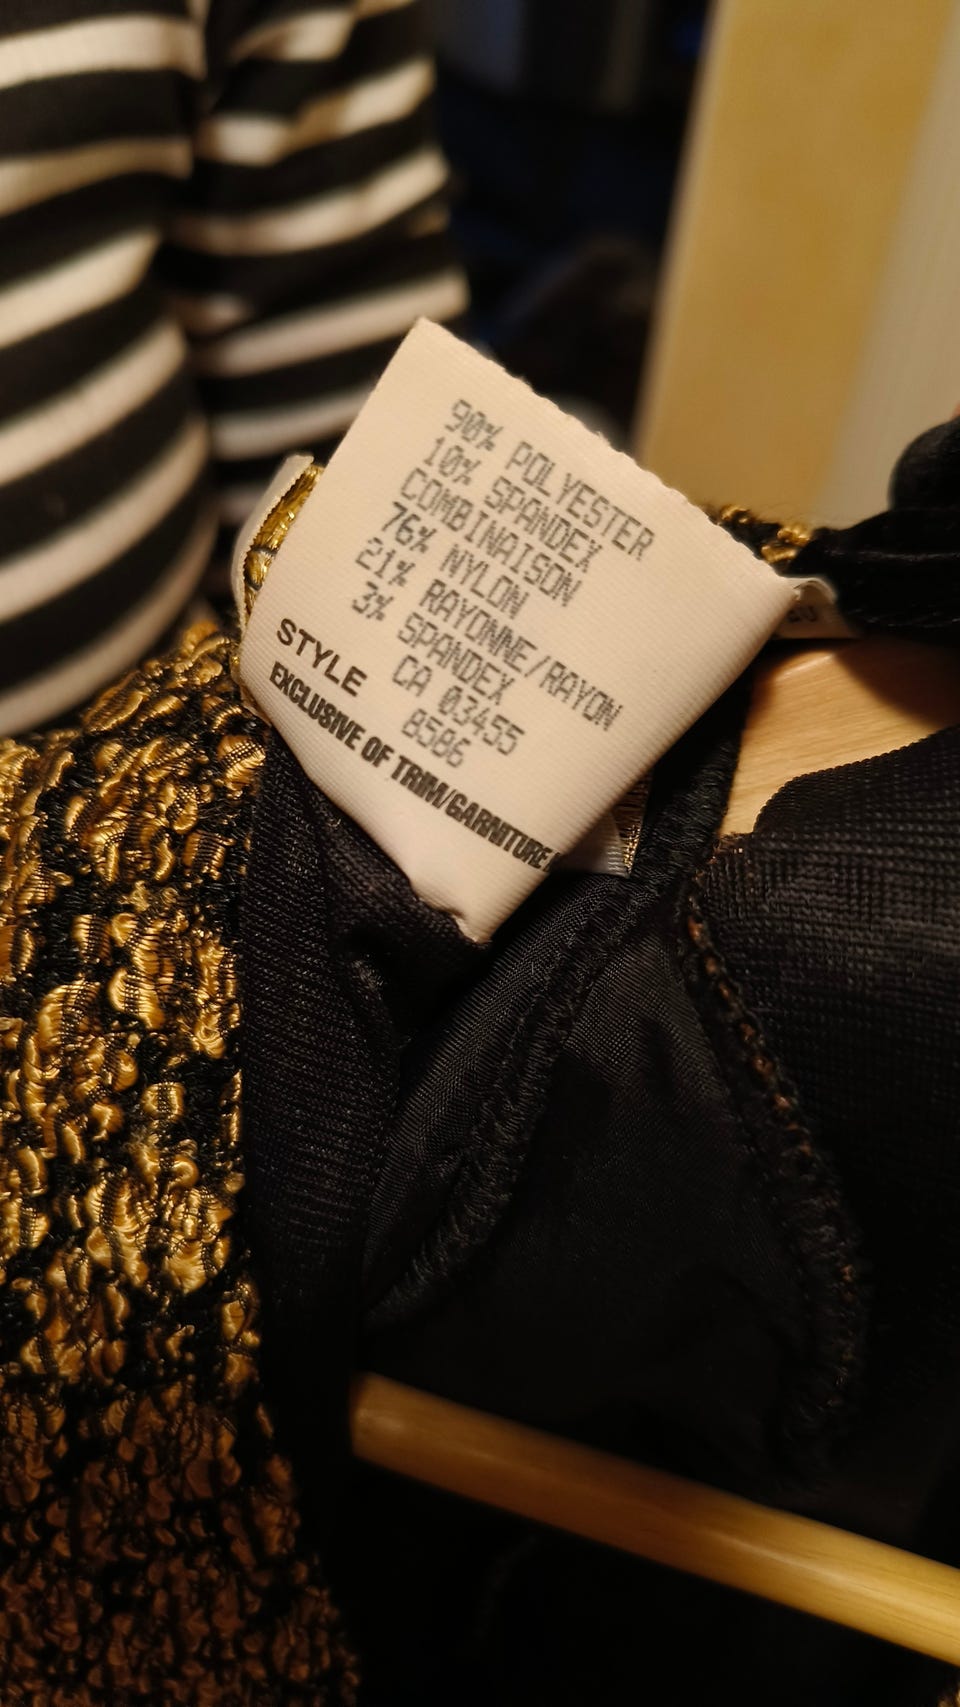 90% POLYESTER
10% SPANDEX
COMBINAISON
76% NYLON
21% RAYONNE/RAYON
3% SPANDEX
CA 03455
STYLE 8586
EXCLUSIVE OF TRIM/GARNITURE